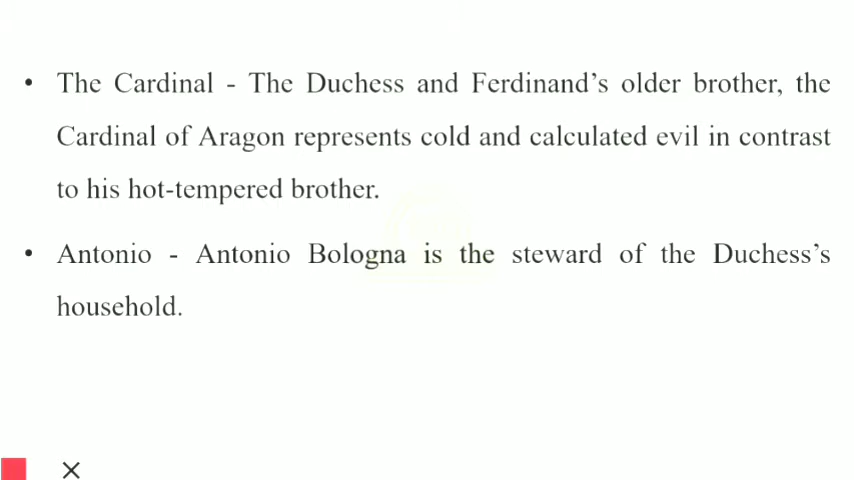 • The Cardinal - The Duchess and Ferdinand’s older brother, the
Cardinal of Aragon represents cold and calculated evil in contrast
to his hot-tempered brother.
• Antonio - Antonio Bologna is the steward of the Duchess’s
household.